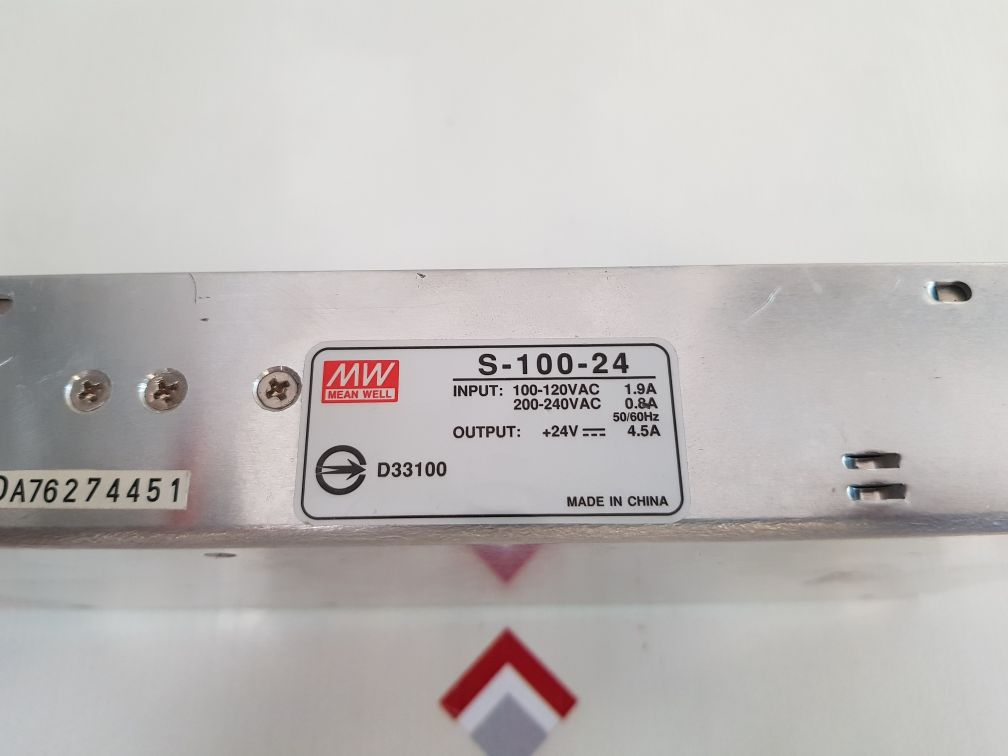 S-100-24
MW
MEAN WELL
INPUT: 100-120VAC 1.9A
200-240VAC 0.8A
50/60Hz
OUTPUT: +24V 4.5A
D33100
MADE IN CHINA
DA76274451